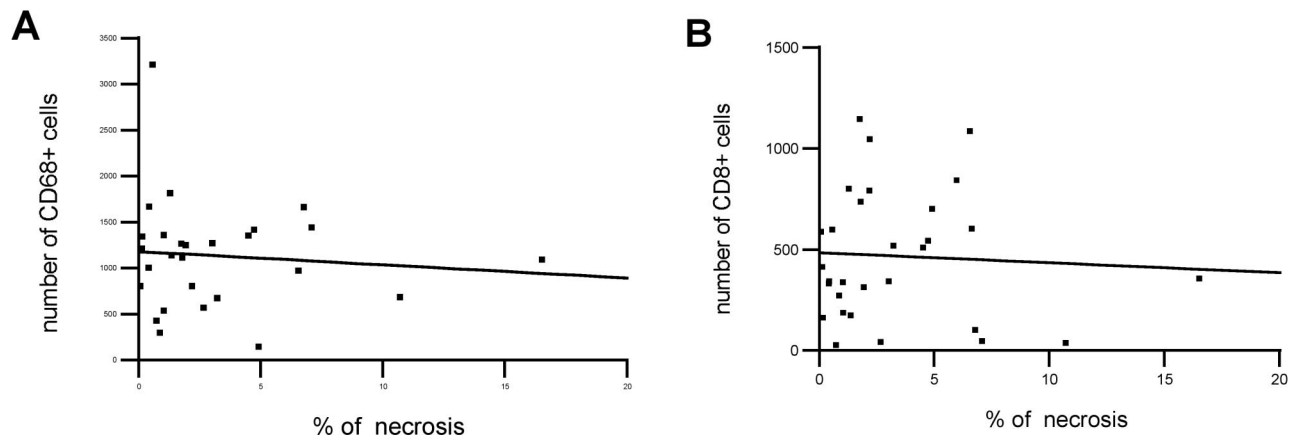 A
number of CD68+ cells
3500
3000
2500
2000
1500
1000
500
0
0 5 10 15 20
% of necrosis
B
number of CD8+ cells
1500
1000
500
0
0 5 10 15 20
% of necrosis